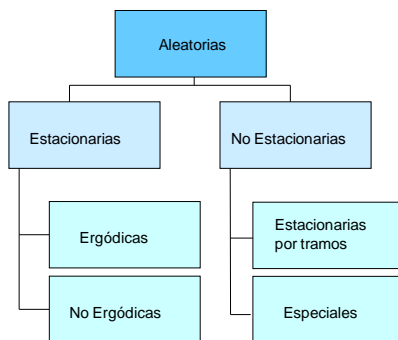 Aleatorias
Estacionarias
No Estacionarias
Ergódicas
No Ergódicas
Estacionarias
por tramos
Especiales